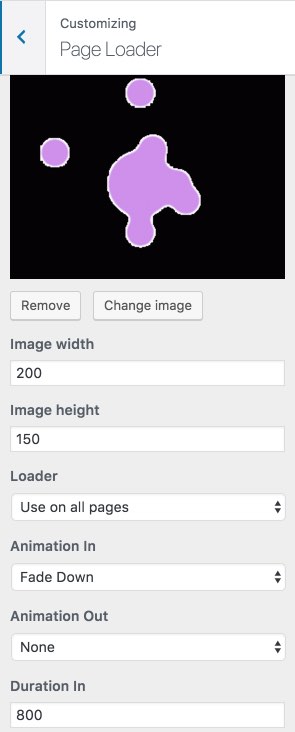 Customizing
Page Loader
Remove
Change image
Image width
200
Image height
150
Loader
Use on all pages
Animation In
Fade Down
Animation Out
None
Duration In
800